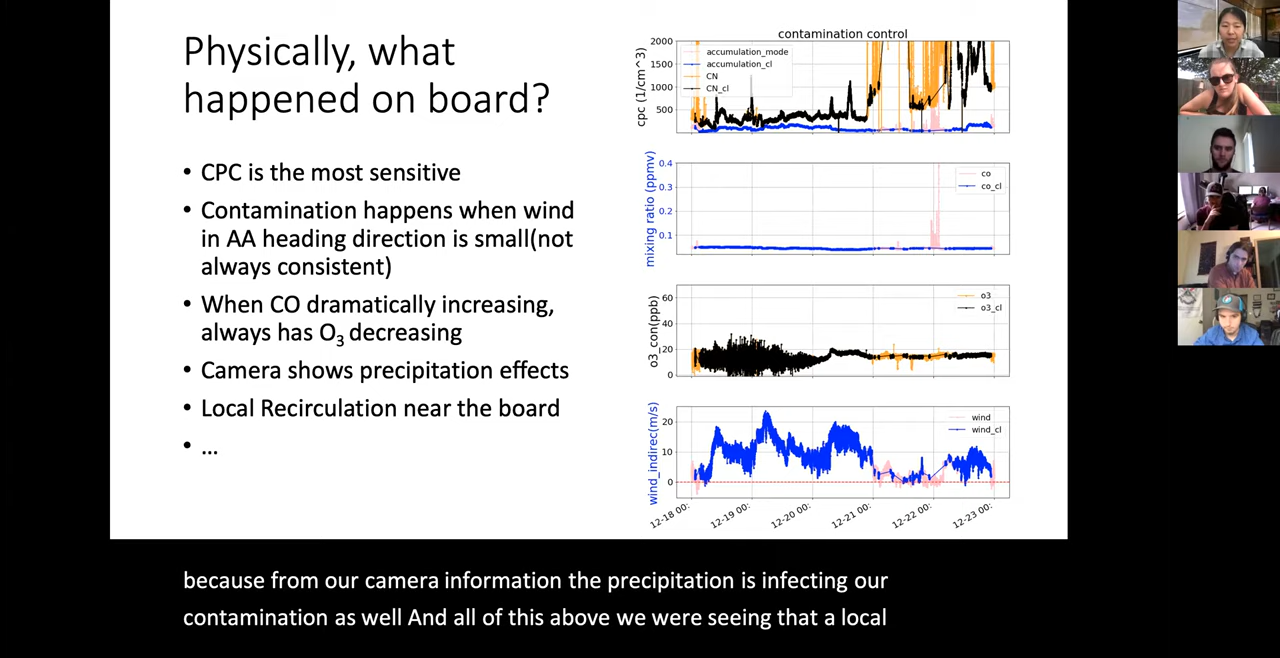 Physically, what
happened on board?
• CPC is the most sensitive
• Contamination happens when wind
in AA heading direction is small(not
always consistent)
• When CO dramatically increasing,
always has O3 decreasing
• Camera shows precipitation effects
• Local Recirculation near the board
• ...
contamination control
cpc (1/cm^3)
2000
1500
1000
500
accumulation_mode
accumulation_cl
CN
CN_cl
mixing ratio (ppmv)
0.4
0.3
0.2
0.1
co
co_cl
o3_con(ppb)
60
40
20
0
o3
o3_cl
wind_indirec(m/s)
20
10
0
wind
wind_cl
12-18 00:
12-19 00:
12-20 00:
12-21 00:
12-22 00:
12-23 00:
because from our camera information the precipitation is infecting our
contamination as well And all of this above we were seeing that a local